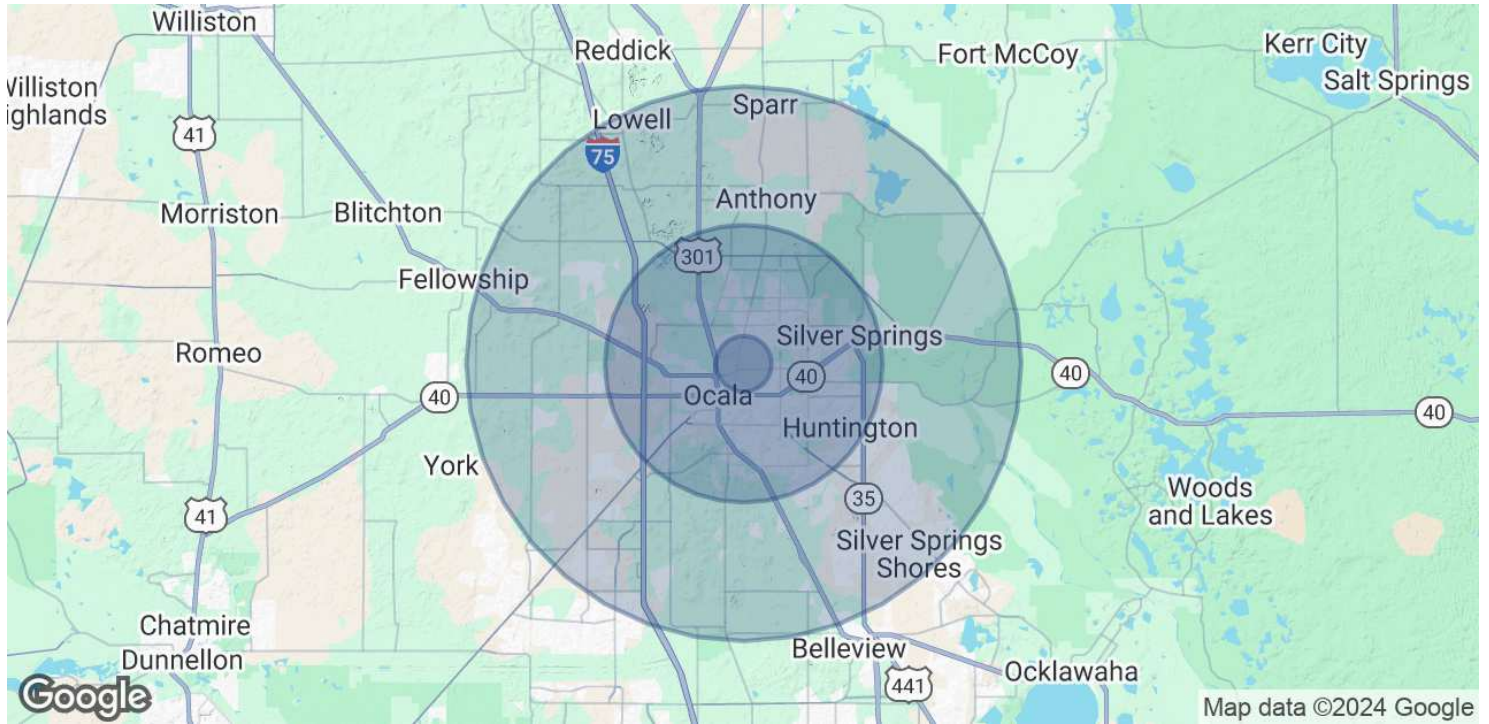 Williston
Reddick
Fort McCoy
Kerr City
Salt Springs
Williston
ighlands
41
Lowell
Sparr
75
Morriston
Blitchton
Anthony
301
Fellowship
Silver Springs
Romeo
40
40
40
40
Ocala
Huntington
York
41
35
Woods
and Lakes
Silver Springs
Shores
Chatmire
Dunnellon
Belleview
Ocklawaha
441
Google
Map data ©2024 Google